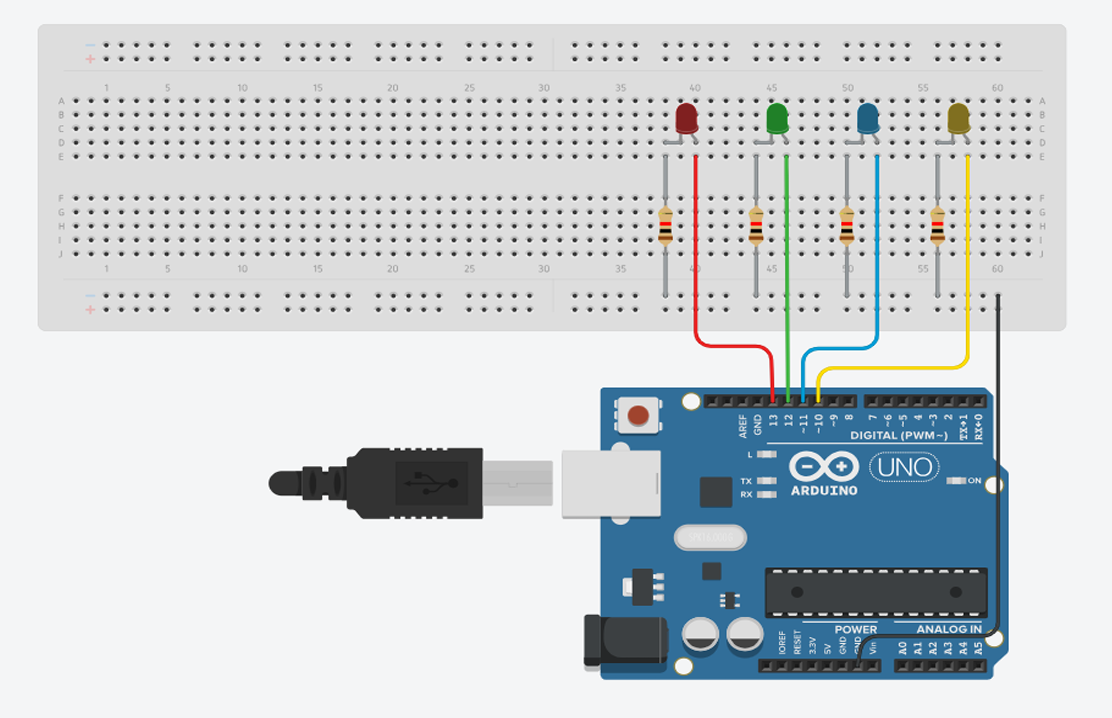 1 5 10 15 20 25 30 35 40 45 50 55 60
A A
B B
C C
D D
E E
F F
G G
H H
I I
J J
1 5 10 15 20 25 30 35 40 45 50 55 60
AREF GND 13 12 ~11 ~10 ~9 8 7 ~6 ~5 4 ~3 2 TX→1 RX←0
DIGITAL (PWM~)
L
TX
RX
UNO
ARDUINO
ON
POWER ANALOG IN
IOREF RESET 3.3V 5V GND GND Vin A0 A1 A2 A3 A4 A5